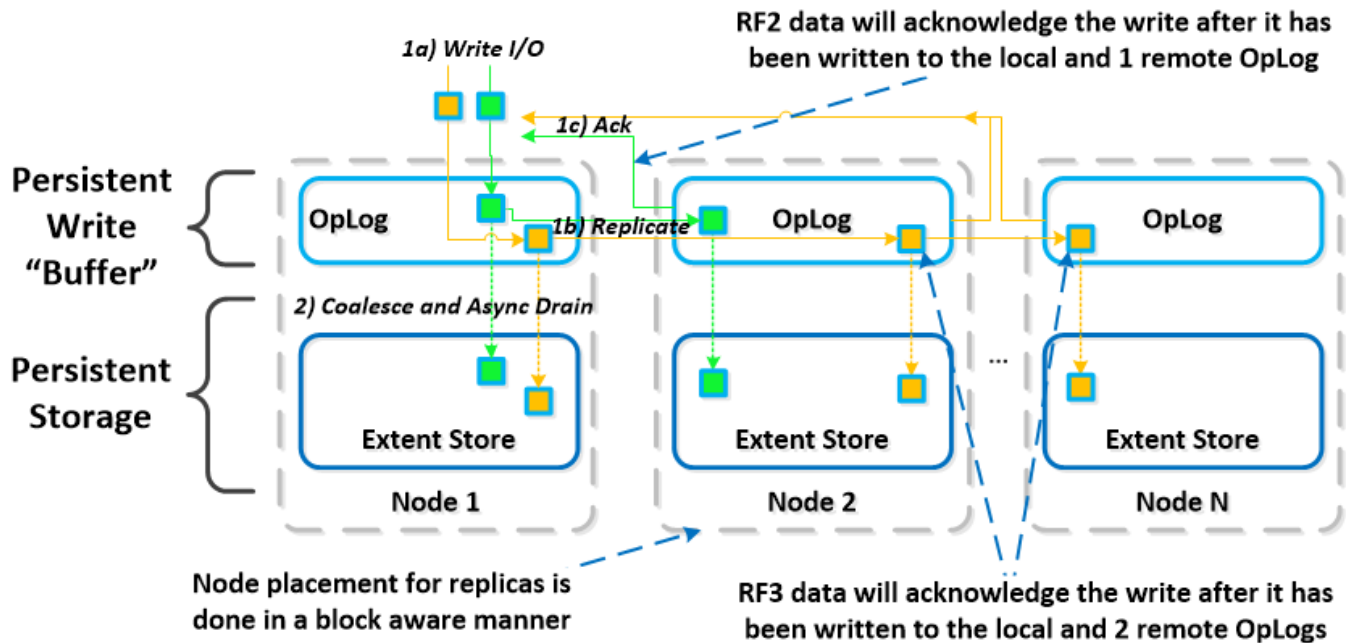 RF2 data will acknowledge the write after it has
been written to the local and 1 remote OpLog
1a) Write I/O
1c) Ack
Persistent
Write
“Buffer”
OpLog
1b) Replicate
OpLog
OpLog
2) Coalesce and Async Drain
Persistent
Storage
...
Extent Store
Extent Store
Extent Store
Node 1
Node 2
Node N
Node placement for replicas is
done in a block aware manner
RF3 data will acknowledge the write after it has
been written to the local and 2 remote OpLogs